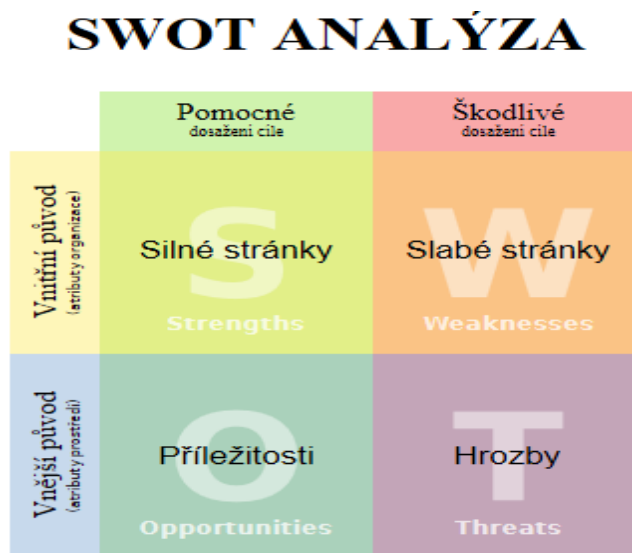 SWOT ANALÝZA
Pomocné
dosažení cíle
Škodlivé
dosažení cíle
Vnitřní původ
(atributy organizace)
S
Silné stránky
Strengths
W
Slabé stránky
Weaknesses
Vnější původ
(atributy prostředí)
O
Příležitosti
Opportunities
T
Hrozby
Threats